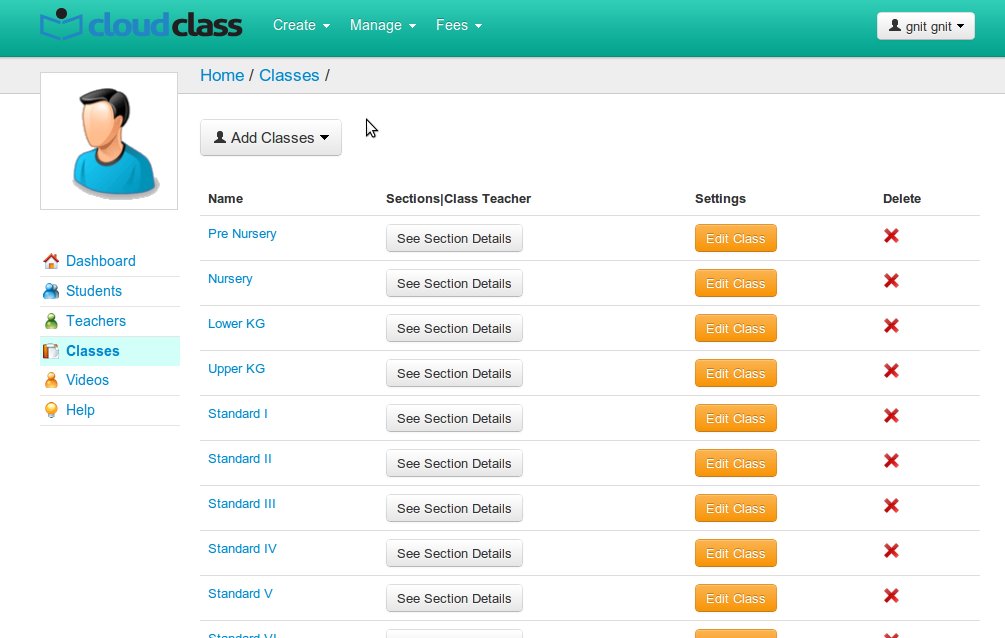 cloudclass Create Manage Fees gnit gnit
Home / Classes /
Add Classes
Name Sections|Class Teacher Settings Delete
Pre Nursery See Section Details Edit Class
Nursery See Section Details Edit Class
Lower KG See Section Details Edit Class
Upper KG See Section Details Edit Class
Standard I See Section Details Edit Class
Standard II See Section Details Edit Class
Standard III See Section Details Edit Class
Standard IV See Section Details Edit Class
Standard V See Section Details Edit Class
Standard VI
Dashboard
Students
Teachers
Classes
Videos
Help